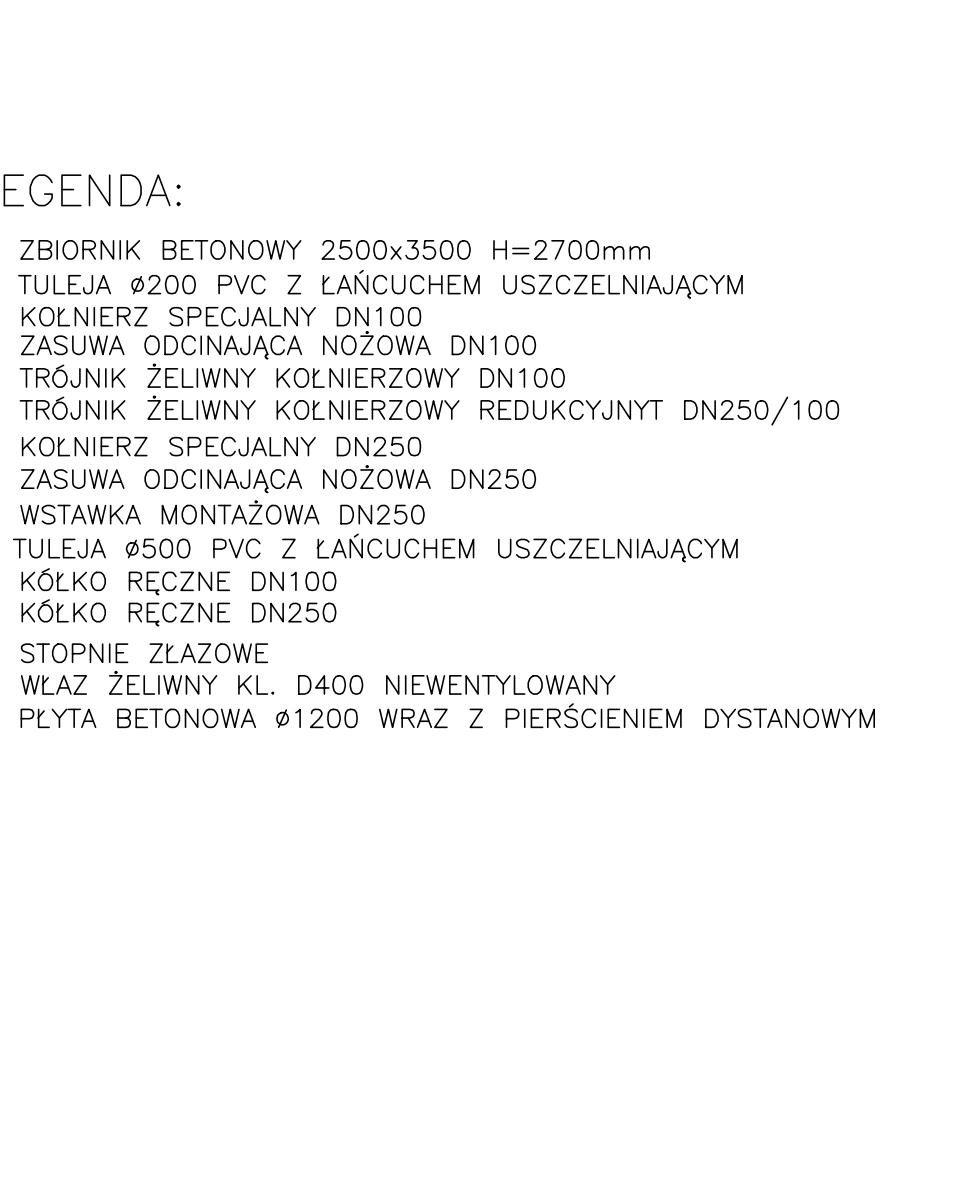 EGENDA:
ZBIORNIK BETONOWY 2500x3500 H=2700mm
TULEJA ø200 PVC Z ŁAŃCUCHEM USZCZELNIAJĄCYM
KOŁNIERZ SPECJALNY DN100
ZASUWA ODCINAJĄCA NOŻOWA DN100
TRÓJNIK ŻELIWNY KOŁNIERZOWY DN100
TRÓJNIK ŻELIWNY KOŁNIERZOWY REDUKCYJNYT DN250/100
KOŁNIERZ SPECJALNY DN250
ZASUWA ODCINAJĄCA NOŻOWA DN250
WSTAWKA MONTAŻOWA DN250
TULEJA ø500 PVC Z ŁAŃCUCHEM USZCZELNIAJĄCYM
KÓŁKO RĘCZNE DN100
KÓŁKO RĘCZNE DN250
STOPNIE ZŁAZOWE
WŁAZ ŻELIWNY KL. D400 NIEWENTYLOWANY
PŁYTA BETONOWA ø1200 WRAZ Z PIERŚCIENIEM DYSTANOWYM